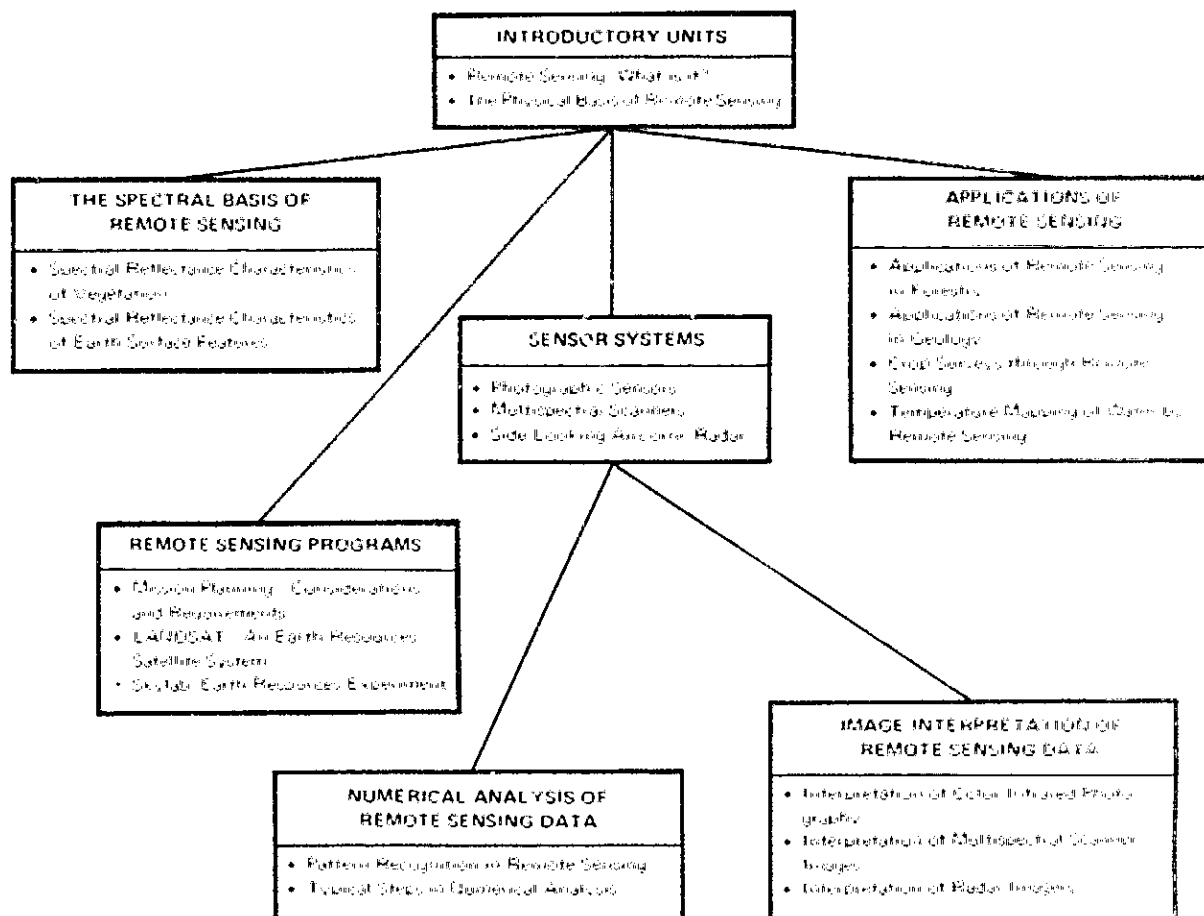 INTRODUCTORY UNITS
• Remote Sensing: What is it?
• The Physical Basis of Remote Sensing
THE SPECTRAL BASIS OF
REMOTE SENSING
• Spectral Reflectance Characteristics
of Vegetation
• Spectral Reflectance Characteristics
of Earth Surface Features
APPLICATIONS OF
REMOTE SENSING
• Applications of Remote Sensing
in Forestry
• Applications of Remote Sensing
in Geology
• Crop Surveys through Remote
Sensing
• Temperature Mapping of Water by
Remote Sensing
SENSOR SYSTEMS
• Photographic Sensors
• Multispectral Scanners
• Side Looking Airborne Radar
REMOTE SENSING PROGRAMS
• Mission Planning: Considerations
and Requirements
• LANDSAT: An Earth Resources
Satellite System
• Skylab Earth Resources Experiment
NUMERICAL ANALYSIS OF
REMOTE SENSING DATA
• Pattern Recognition in Remote Sensing
• Typical Steps in Numerical Analysis
IMAGE INTERPRETATION OF
REMOTE SENSING DATA
• Interpretation of Color Infrared Photo
graphy
• Interpretation of Multispectral Scanner
Images
• Interpretation of Radar Imagery